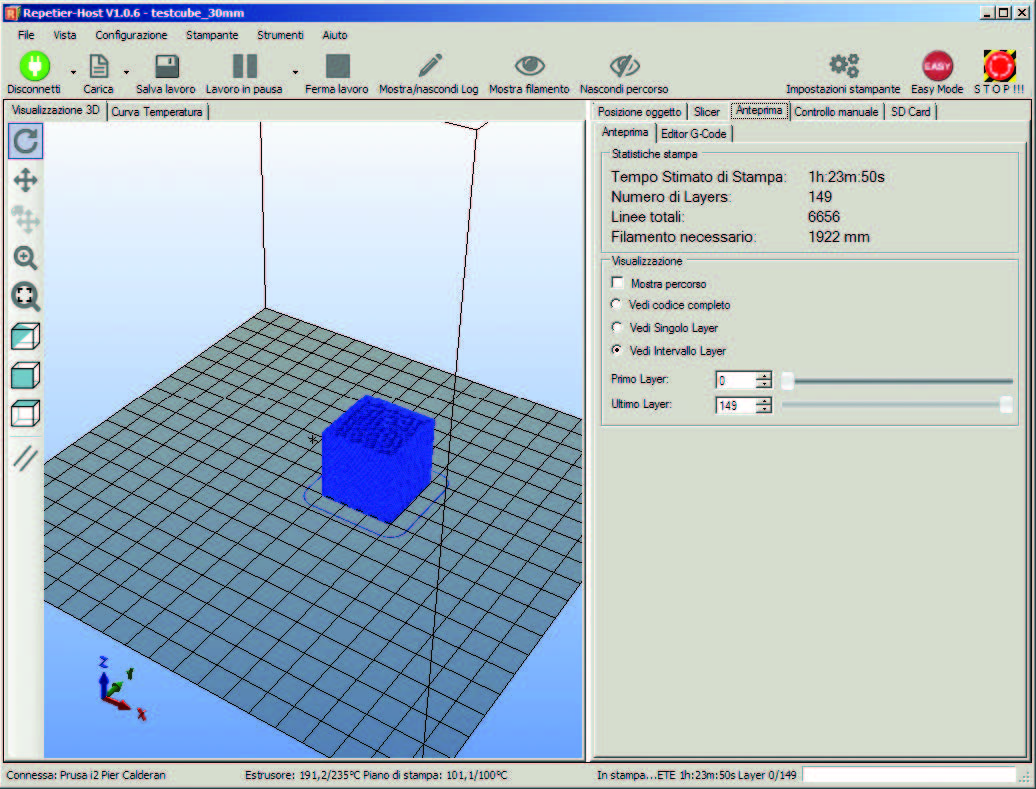 Repetier-Host V1.0.6 - testcube_30mm
File Vista Configurazione Stampante Strumenti Aiuto
Disconnetti Carica Salva lavoro Lavoro in pausa Ferma lavoro Mostra/nascondi Log Mostra filamento Nascondi percorso Impostazioni stampante EASY Easy Mode S T O P !!!
Visualizzazione 3D Curva Temperatura
Posizione oggetto Slicer Anteprima Controllo manuale SD Card
Anteprima Editor G-Code
Statistiche stampa
Tempo Stimato di Stampa: 1h:23m:50s
Numero di Layers: 149
Linee totali: 6656
Filamento necessario: 1922 mm
Visualizzazione
Mostra percorso
Vedi codice completo
Vedi Singolo Layer
Vedi Intervallo Layer
Primo Layer: 0
Ultimo Layer: 149
Z
Y
X
Connessa: Prusa i2 Pier Calderan Estrusore: 191,2/235°C Piano di stampa: 101,1/100°C In stampa...ETE 1h:23m:50s Layer 0/149